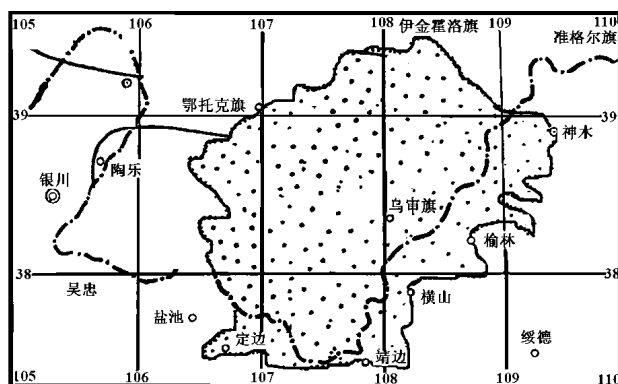 105 106 107 108 109 110
伊金霍洛旗
准格尔旗
鄂托克旗
39 39
神木
陶乐
银川
乌审旗
榆林
38 38
吴忠
横山
盐池
定边
靖边
绥德
105 106 107 108 109 110